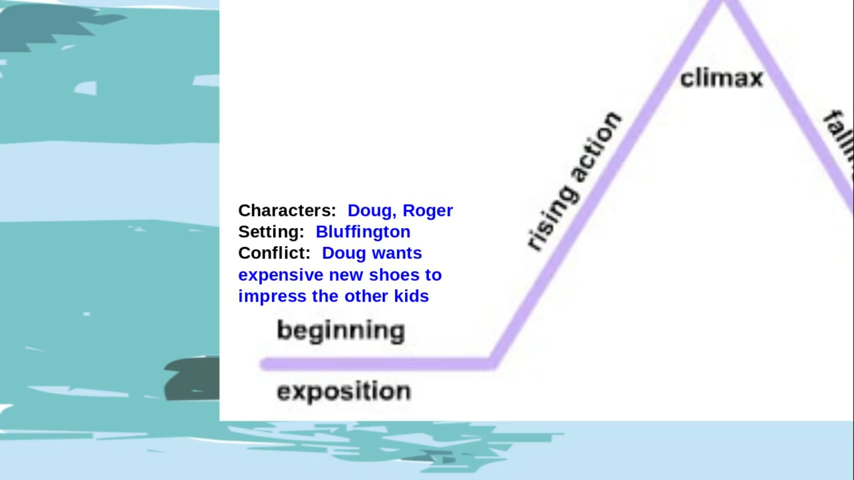 climax
rising action
fallin
Characters: Doug, Roger
Setting: Bluffington
Conflict: Doug wants
expensive new shoes to
impress the other kids
beginning
exposition